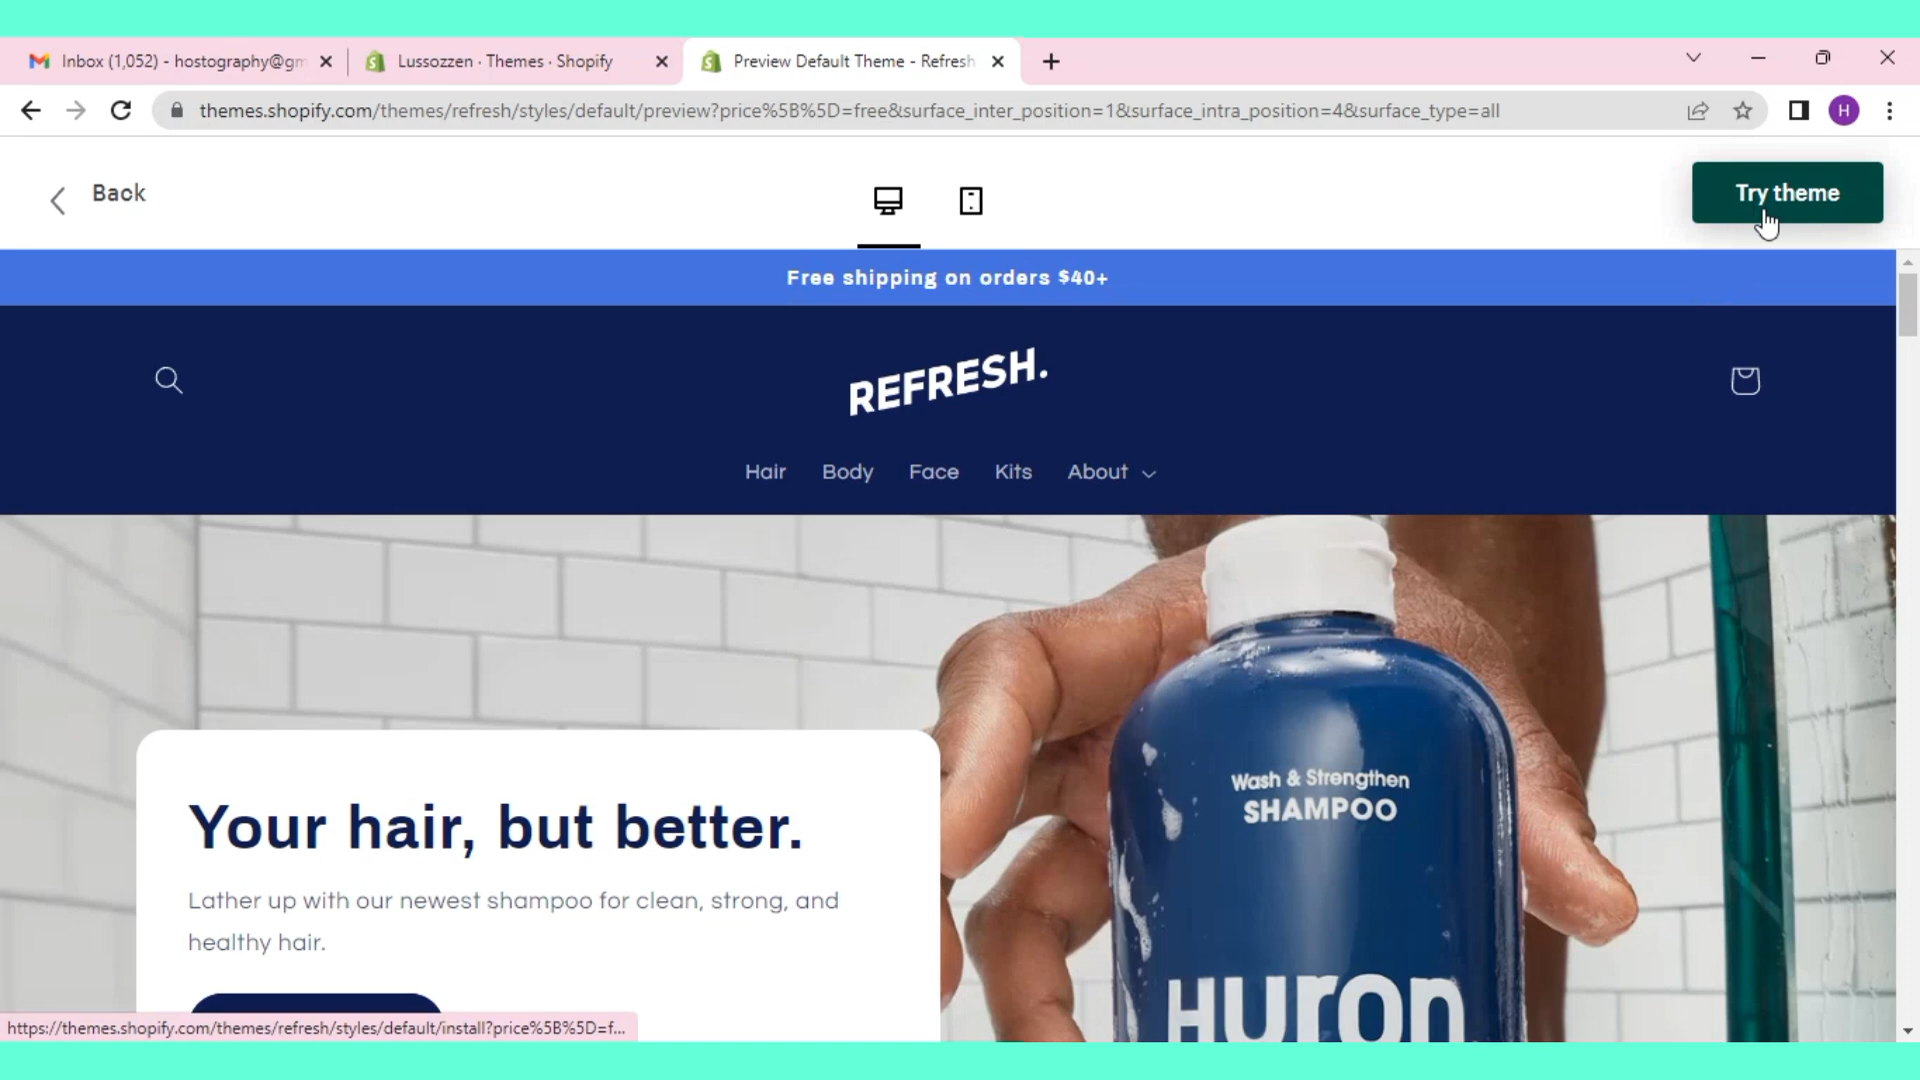 Inbox (1,052) - hostography@gm
Lussozzen · Themes · Shopify
Preview Default Theme - Refresh
themes.shopify.com/themes/refresh/styles/default/preview?price%5B%5D=free&surface_inter_position=1&surface_intra_position=4&surface_type=all
H
Back
Try theme
Free shipping on orders $40+
REFRESH.
Hair Body Face Kits About
Your hair, but better.
Lather up with our newest shampoo for clean, strong, and
healthy hair.
Wash & Strengthen
SHAMPOO
Huron
https://themes.shopify.com/themes/refresh/styles/default/install?price%5B%5D=f...